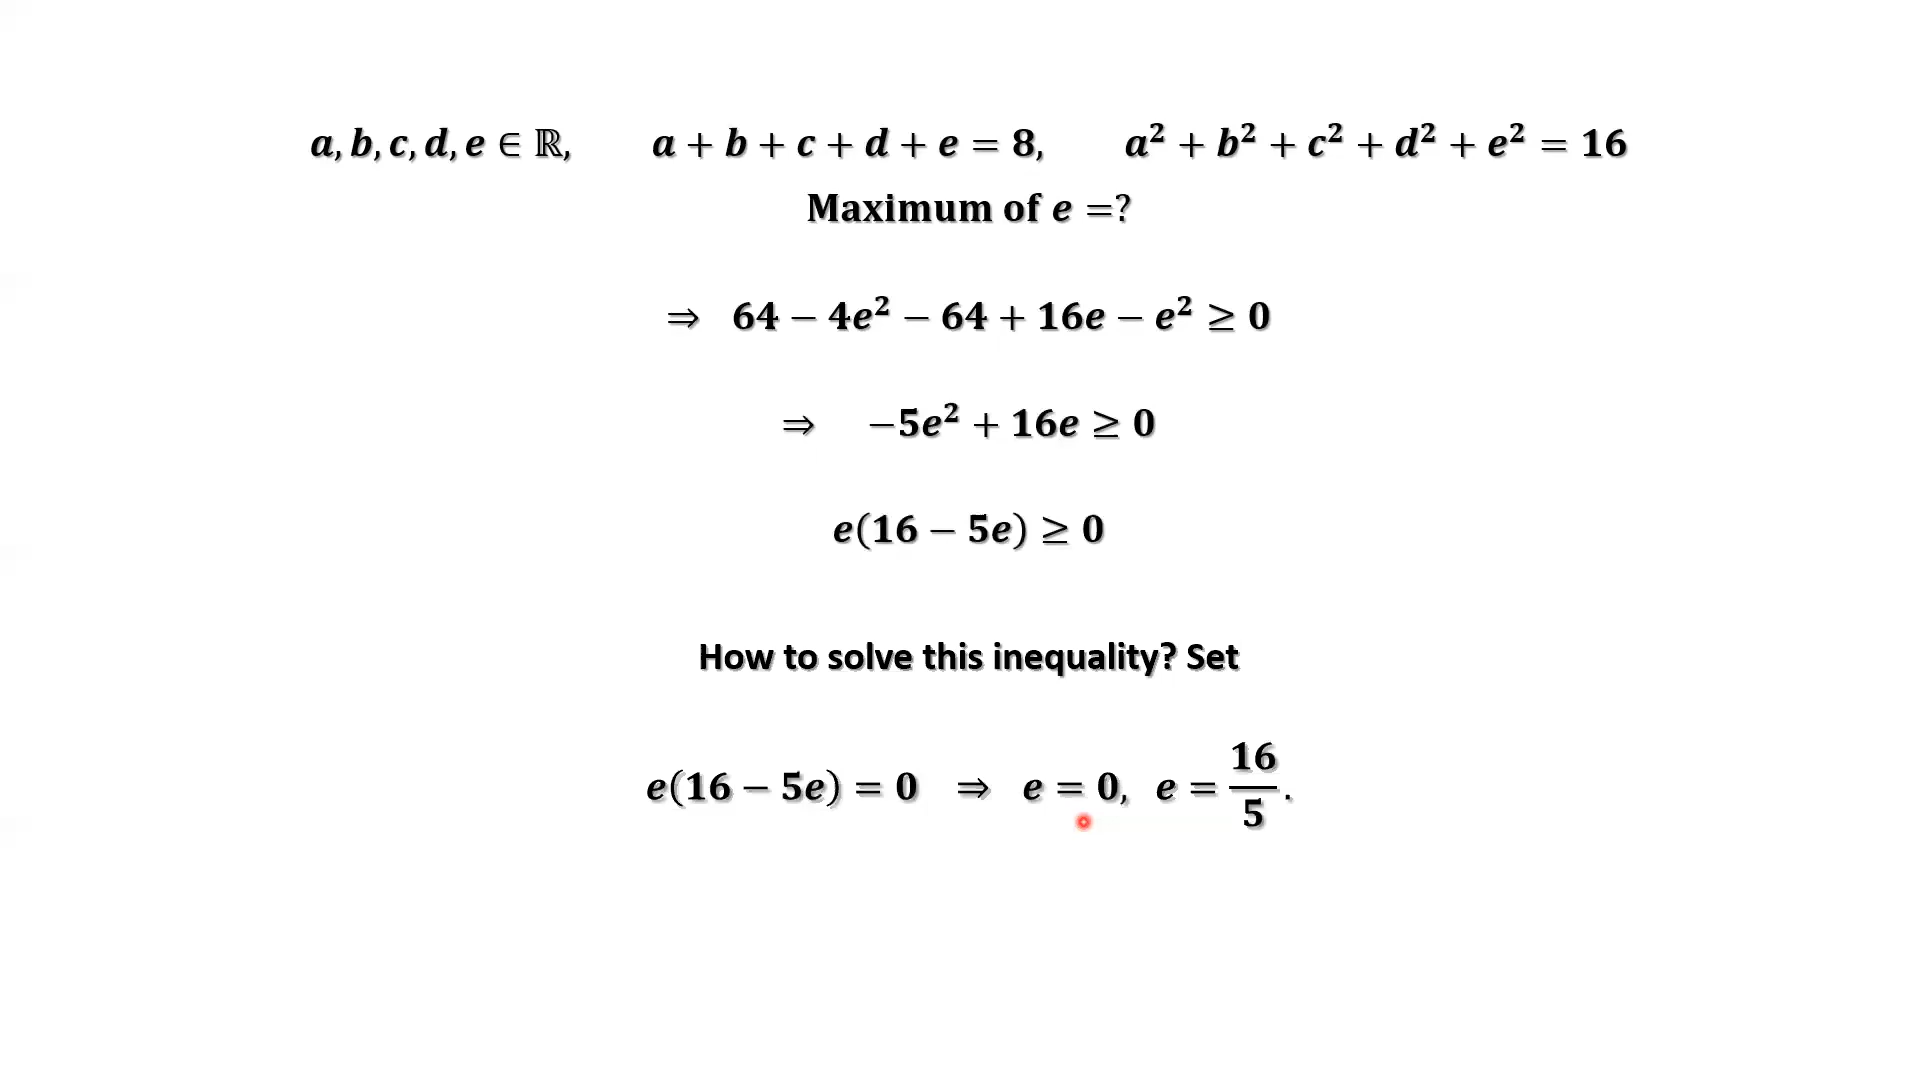 a, b, c, d, e ∈ ℝ, a + b + c + d + e = 8, a² + b² + c² + d² + e² = 16
Maximum of e =?
⇒ 64 − 4e² − 64 + 16e − e² ≥ 0
⇒ −5e² + 16e ≥ 0
e(16 − 5e) ≥ 0
How to solve this inequality? Set
e(16 − 5e) = 0 ⇒ e = 0, e = 16/5.